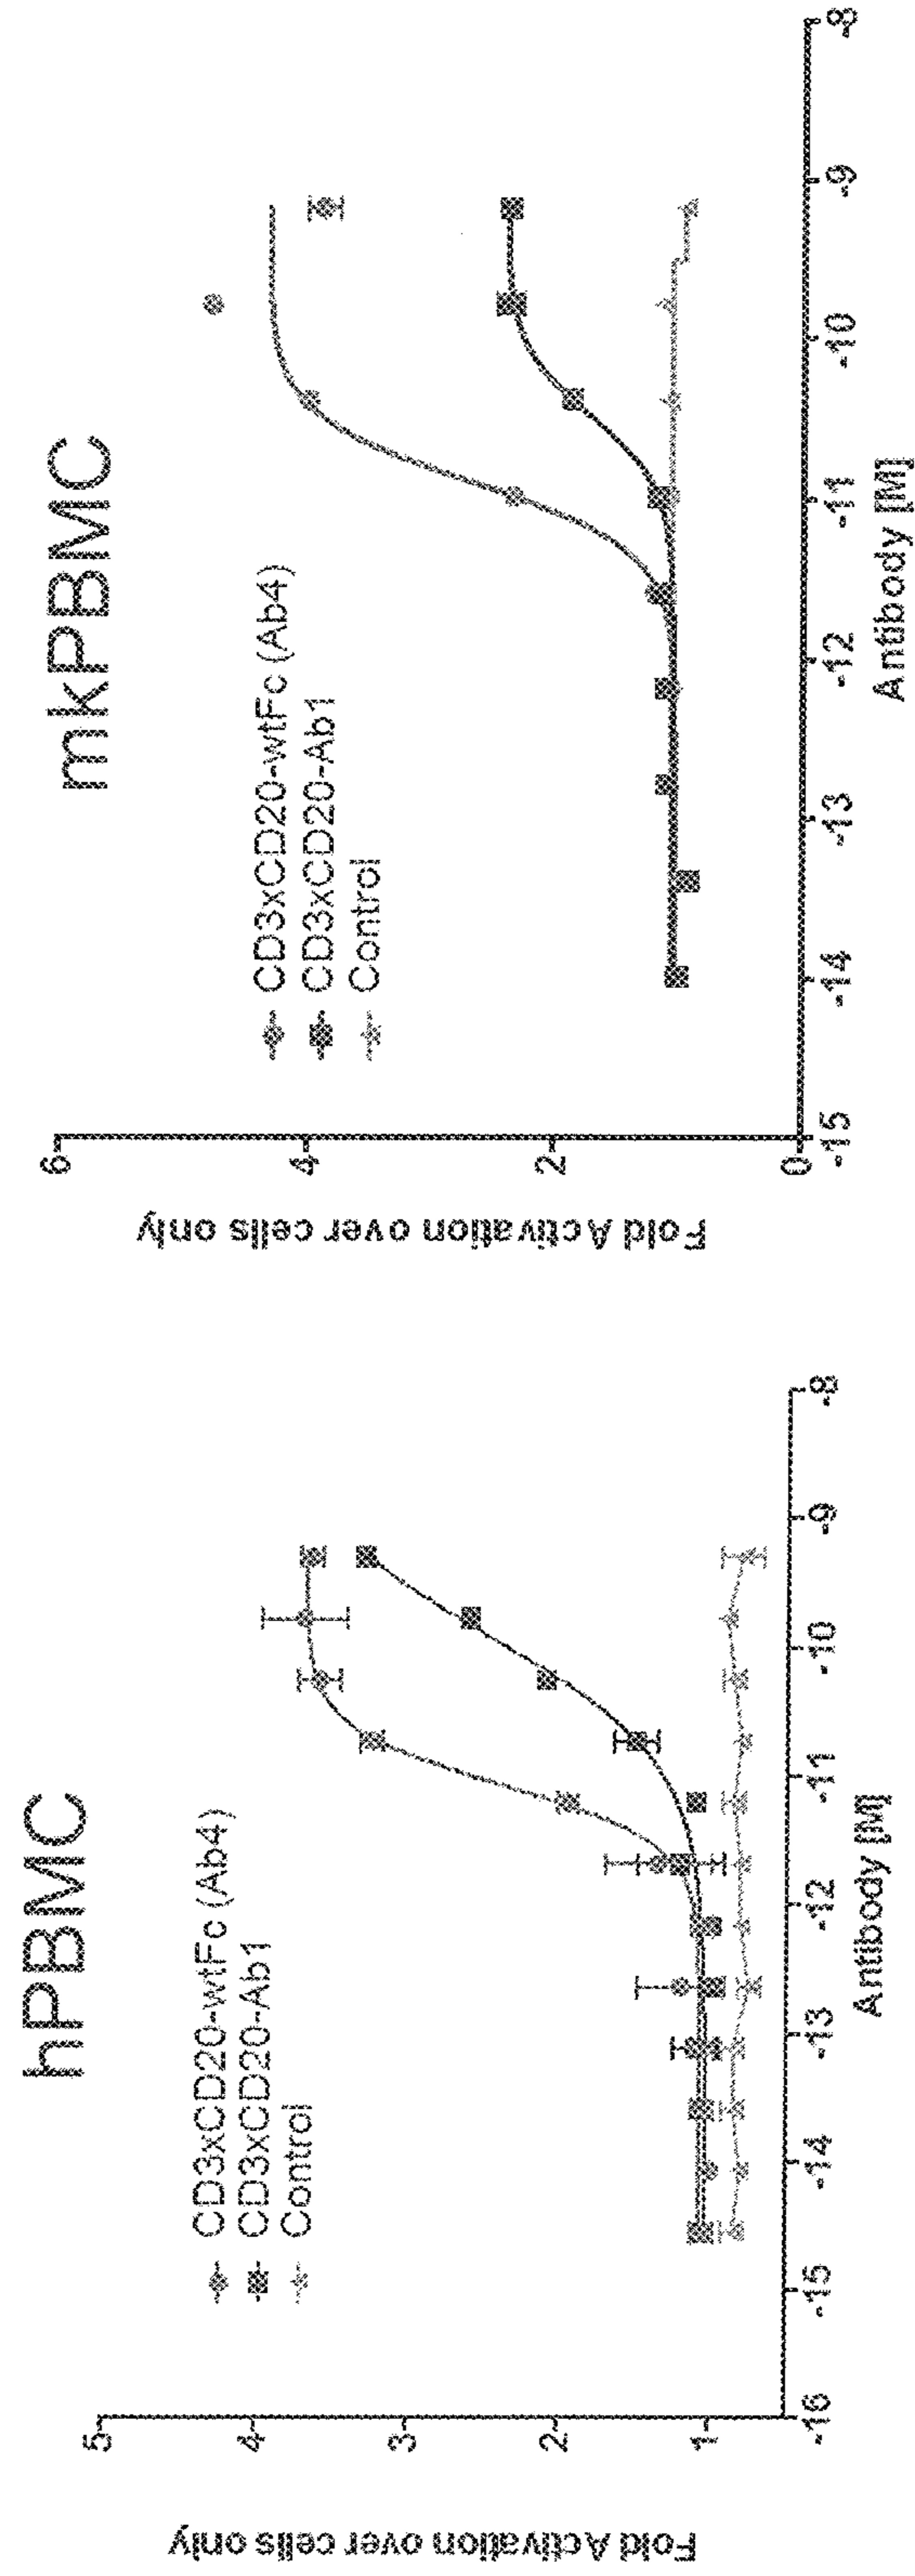 hPBMC
CD3xCD20-wtFc (Ab4)
CD3xCD20-Ab1
Control
Fold Activation over cells only
5
4
3
2
1
-16
-15
-14
-13
-12
-11
-10
-9
-8
Antibody [M]
mkPBMC
CD3xCD20-wtFc (Ab4)
CD3xCD20-Ab1
Control
Fold Activation over cells only
6
4
2
0
-15
-14
-13
-12
-11
-10
-9
-8
Antibody [M]